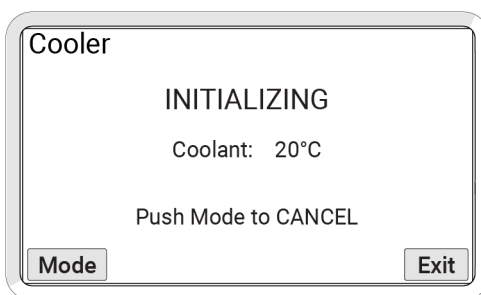 Cooler
INITIALIZING
Coolant: 20°C
Push Mode to CANCEL
Mode Exit